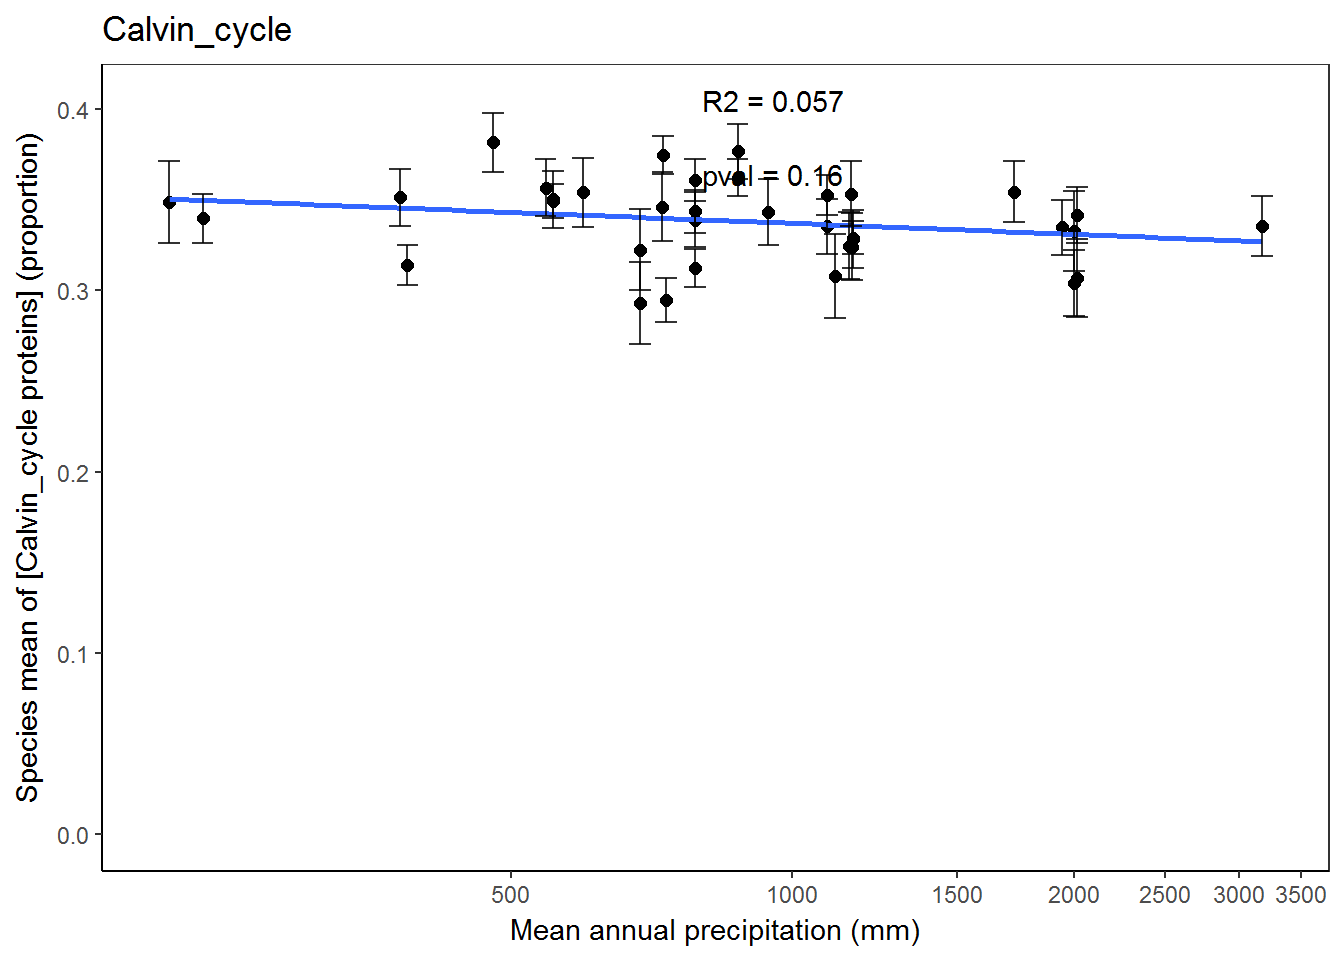 Calvin_cycle
R2 = 0.057
pval = 0.16
Species mean of [Calvin_cycle proteins] (proportion)
0.4
0.3
0.2
0.1
0.0
500 1000 1500 2000 2500 3000 3500
Mean annual precipitation (mm)